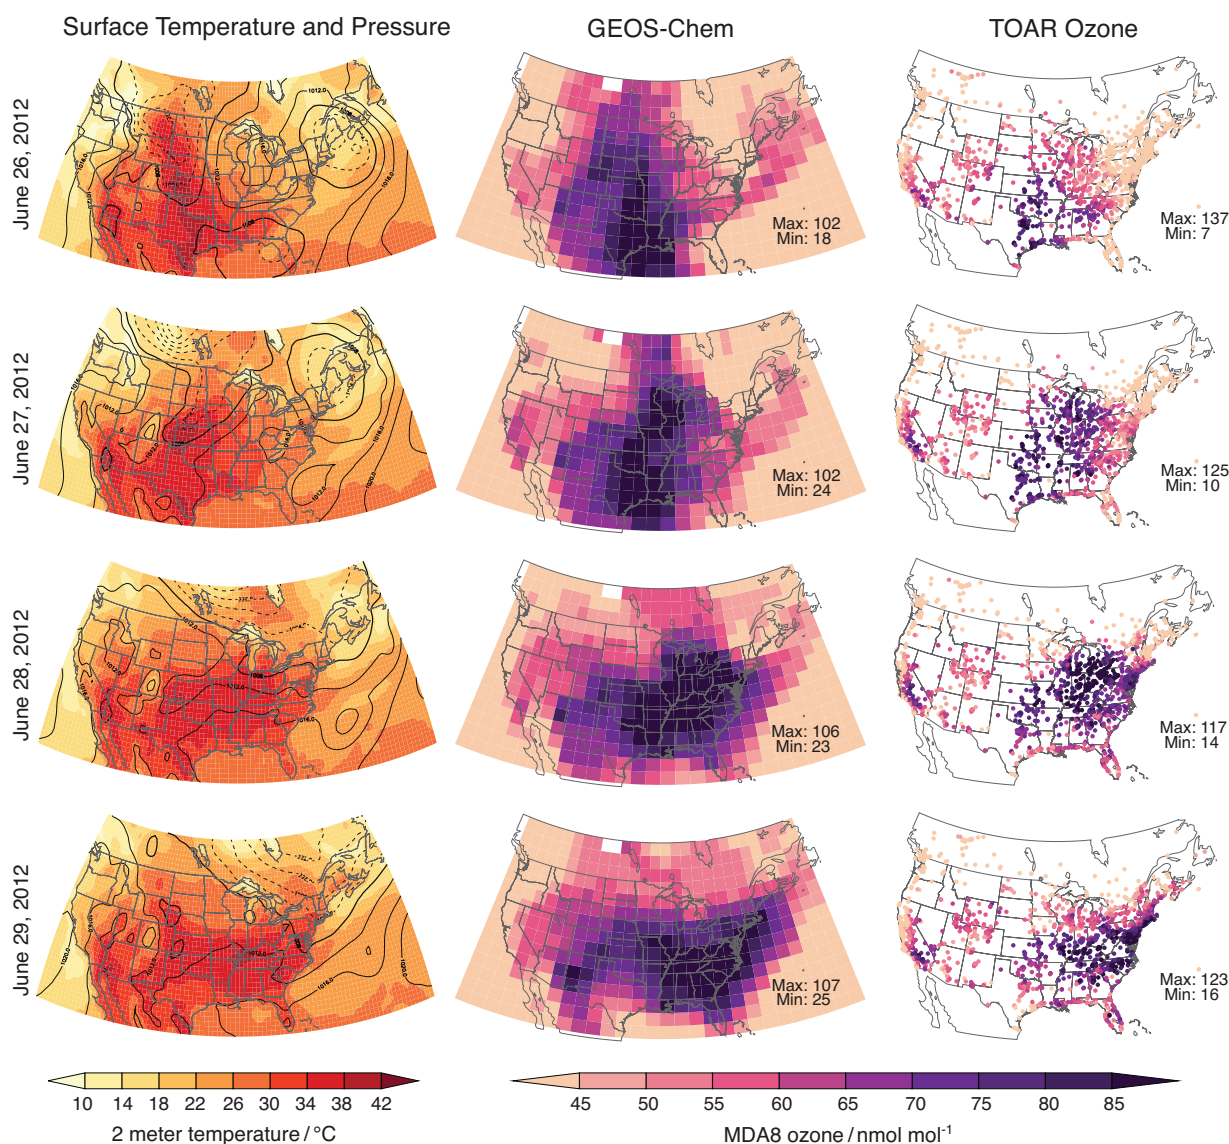 Surface Temperature and Pressure
GEOS-Chem
TOAR Ozone
June 26, 2012
Max: 102
Min: 18
Max: 137
Min: 7
June 27, 2012
Max: 102
Min: 24
Max: 125
Min: 10
June 28, 2012
Max: 106
Min: 23
Max: 117
Min: 14
June 29, 2012
Max: 107
Min: 25
Max: 123
Min: 16
10 14 18 22 26 30 34 38 42
2 meter temperature / °C
45 50 55 60 65 70 75 80 85
MDA8 ozone / nmol mol-1